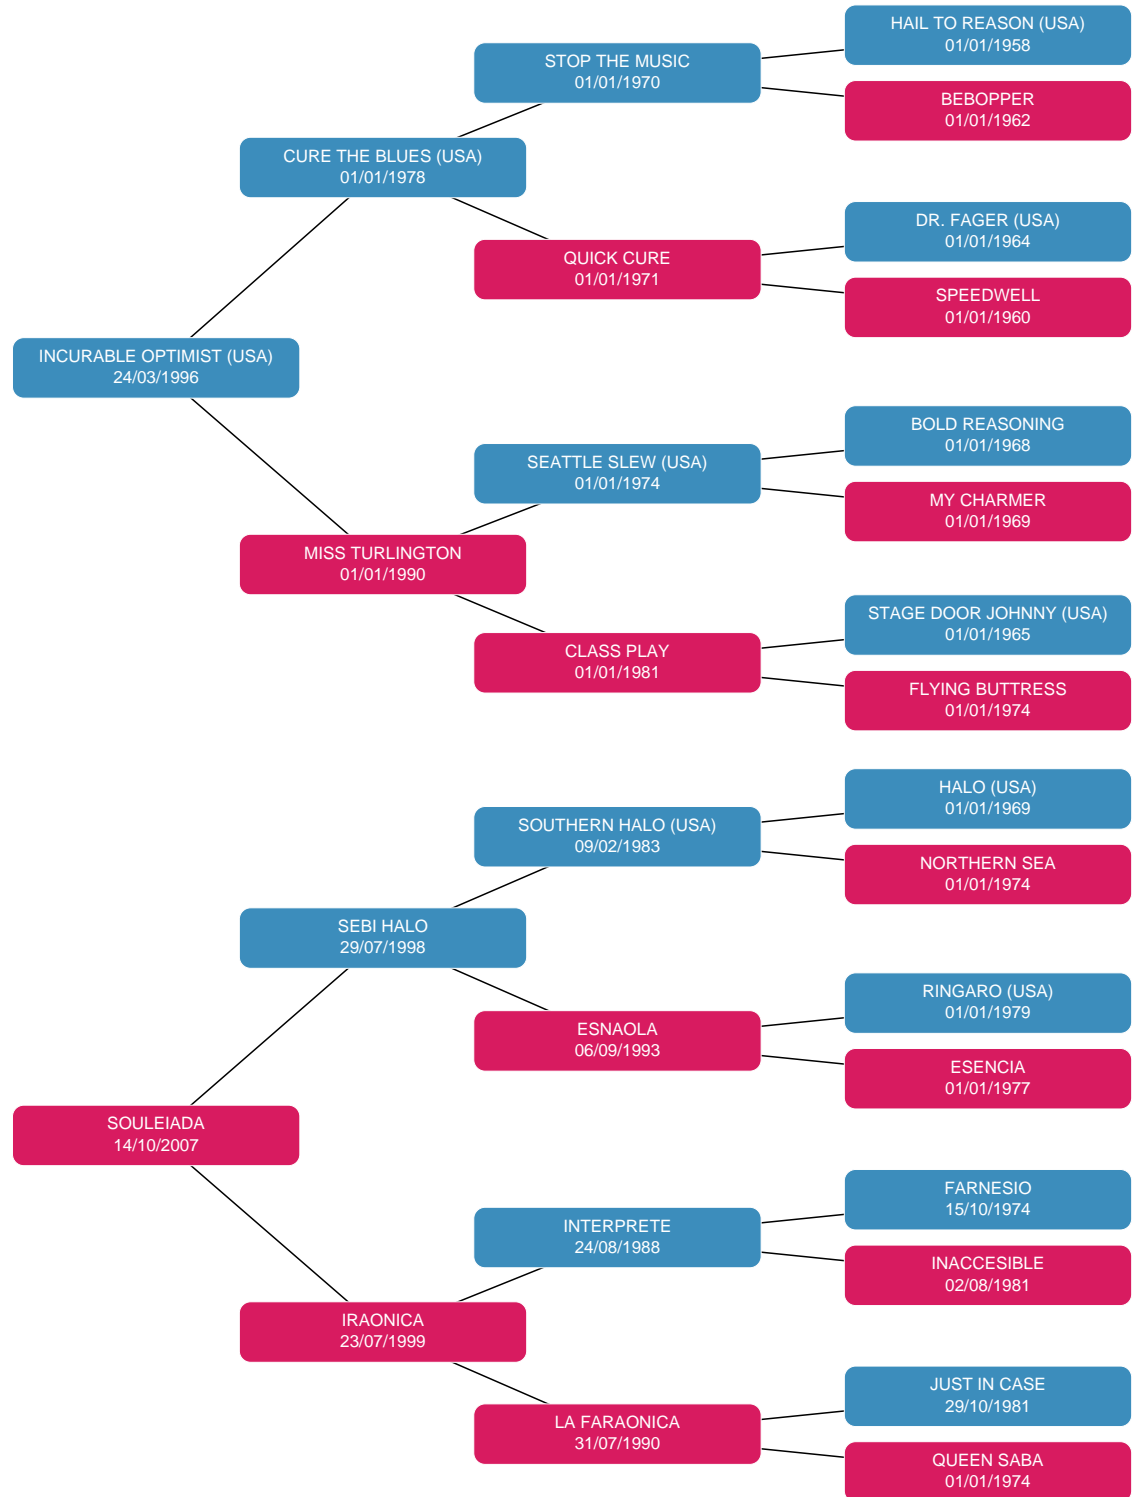 HAIL TO REASON (USA)
01/01/1958
STOP THE MUSIC
01/01/1970
BEBOPPER
01/01/1962
CURE THE BLUES (USA)
01/01/1978
DR. FAGER (USA)
01/01/1964
QUICK CURE
01/01/1971
SPEEDWELL
01/01/1960
INCURABLE OPTIMIST (USA)
24/03/1996
BOLD REASONING
01/01/1968
SEATTLE SLEW (USA)
01/01/1974
MY CHARMER
01/01/1969
MISS TURLINGTON
01/01/1990
STAGE DOOR JOHNNY (USA)
01/01/1965
CLASS PLAY
01/01/1981
FLYING BUTTRESS
01/01/1974
HALO (USA)
01/01/1969
SOUTHERN HALO (USA)
09/02/1983
NORTHERN SEA
01/01/1974
SEBI HALO
29/07/1998
RINGARO (USA)
01/01/1979
ESNAOLA
06/09/1993
ESENCIA
01/01/1977
SOULEIADA
14/10/2007
FARNESIO
15/10/1974
INTERPRETE
24/08/1988
INACCESIBLE
02/08/1981
IRAONICA
23/07/1999
JUST IN CASE
29/10/1981
LA FARAONICA
31/07/1990
QUEEN SABA
01/01/1974